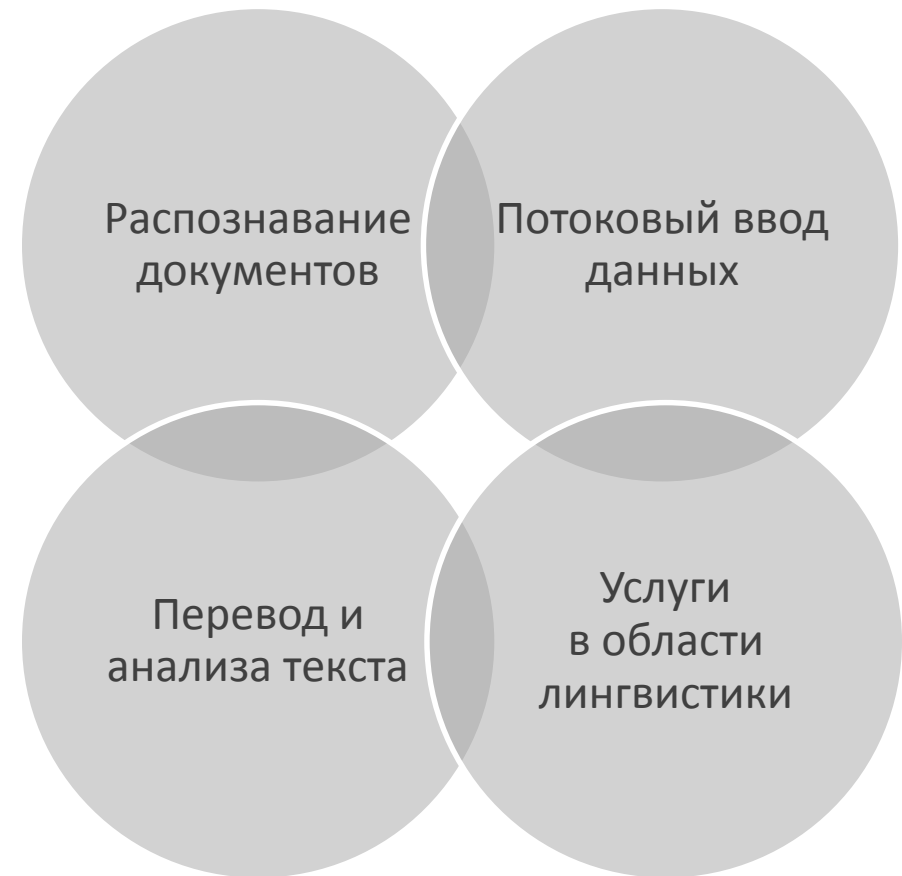 Распознавание
документов
Потоковый ввод
данных
Перевод и
анализа текста
Услуги
в области
лингвистики